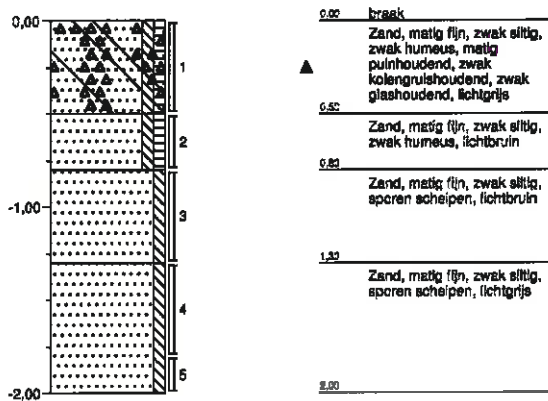 0,00
-1,00
-2,00
1
2
3
4
5
0,00 braak
Zand, matig fijn, zwak siltig,
zwak humeus, matig
puinhoudend, zwak
kolengruishoudend, zwak
glashoudend, lichtgrijs
0,50
Zand, matig fijn, zwak siltig,
zwak humeus, lichtbruin
0,80
Zand, matig fijn, zwak siltig,
sporen schelpen, lichtbruin
1,30
Zand, matig fijn, zwak siltig,
sporen schelpen, lichtgrijs
2,00